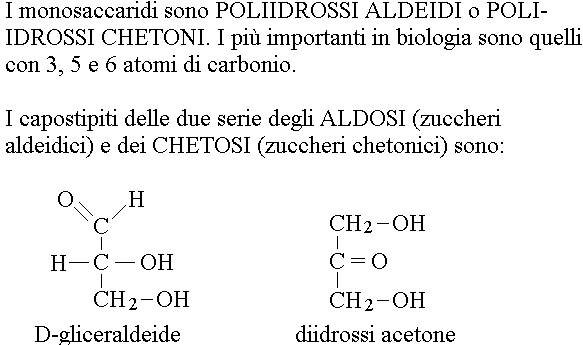 I monosaccaridi sono POLIIDROSSI ALDEIDI o POLI-
IDROSSI CHETONI. I più importanti in biologia sono quelli
con 3, 5 e 6 atomi di carbonio.
I capostipiti delle due serie degli ALDOSI (zuccheri
aldeidici) e dei CHETOSI (zuccheri chetonici) sono:
O H
C
H—C—OH
CH2-OH
D-gliceraldeide
CH2-OH
C=O
CH2-OH
diidrossi acetone